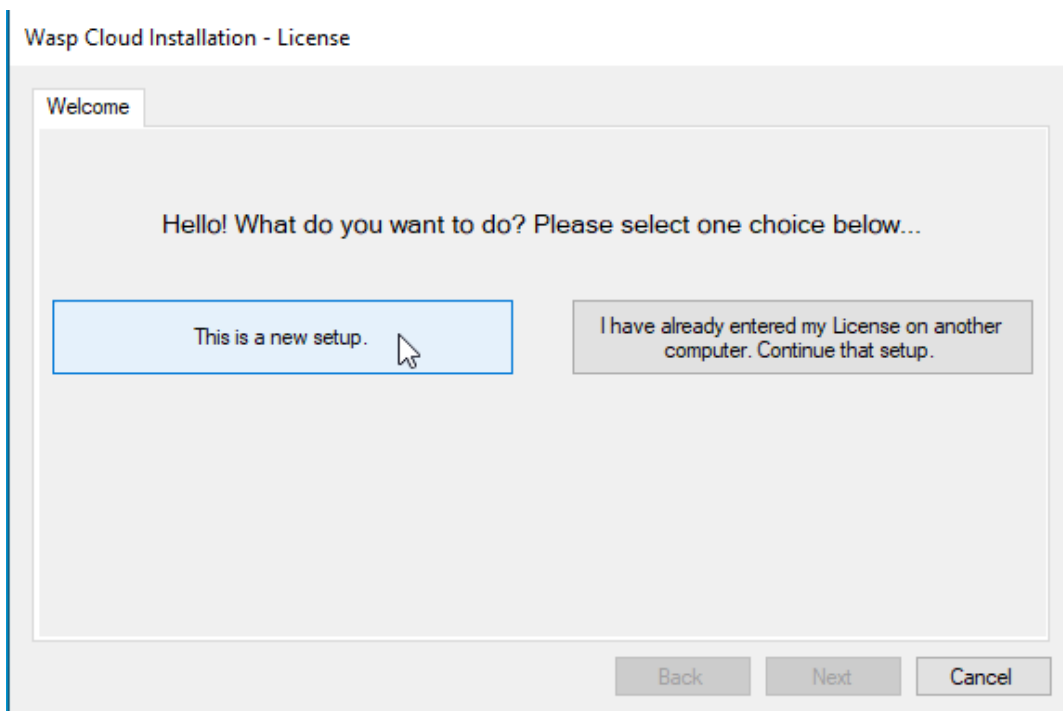 Wasp Cloud Installation - License
Welcome
Hello! What do you want to do? Please select one choice below...
This is a new setup.
I have already entered my License on another
computer. Continue that setup.
Back
Next
Cancel